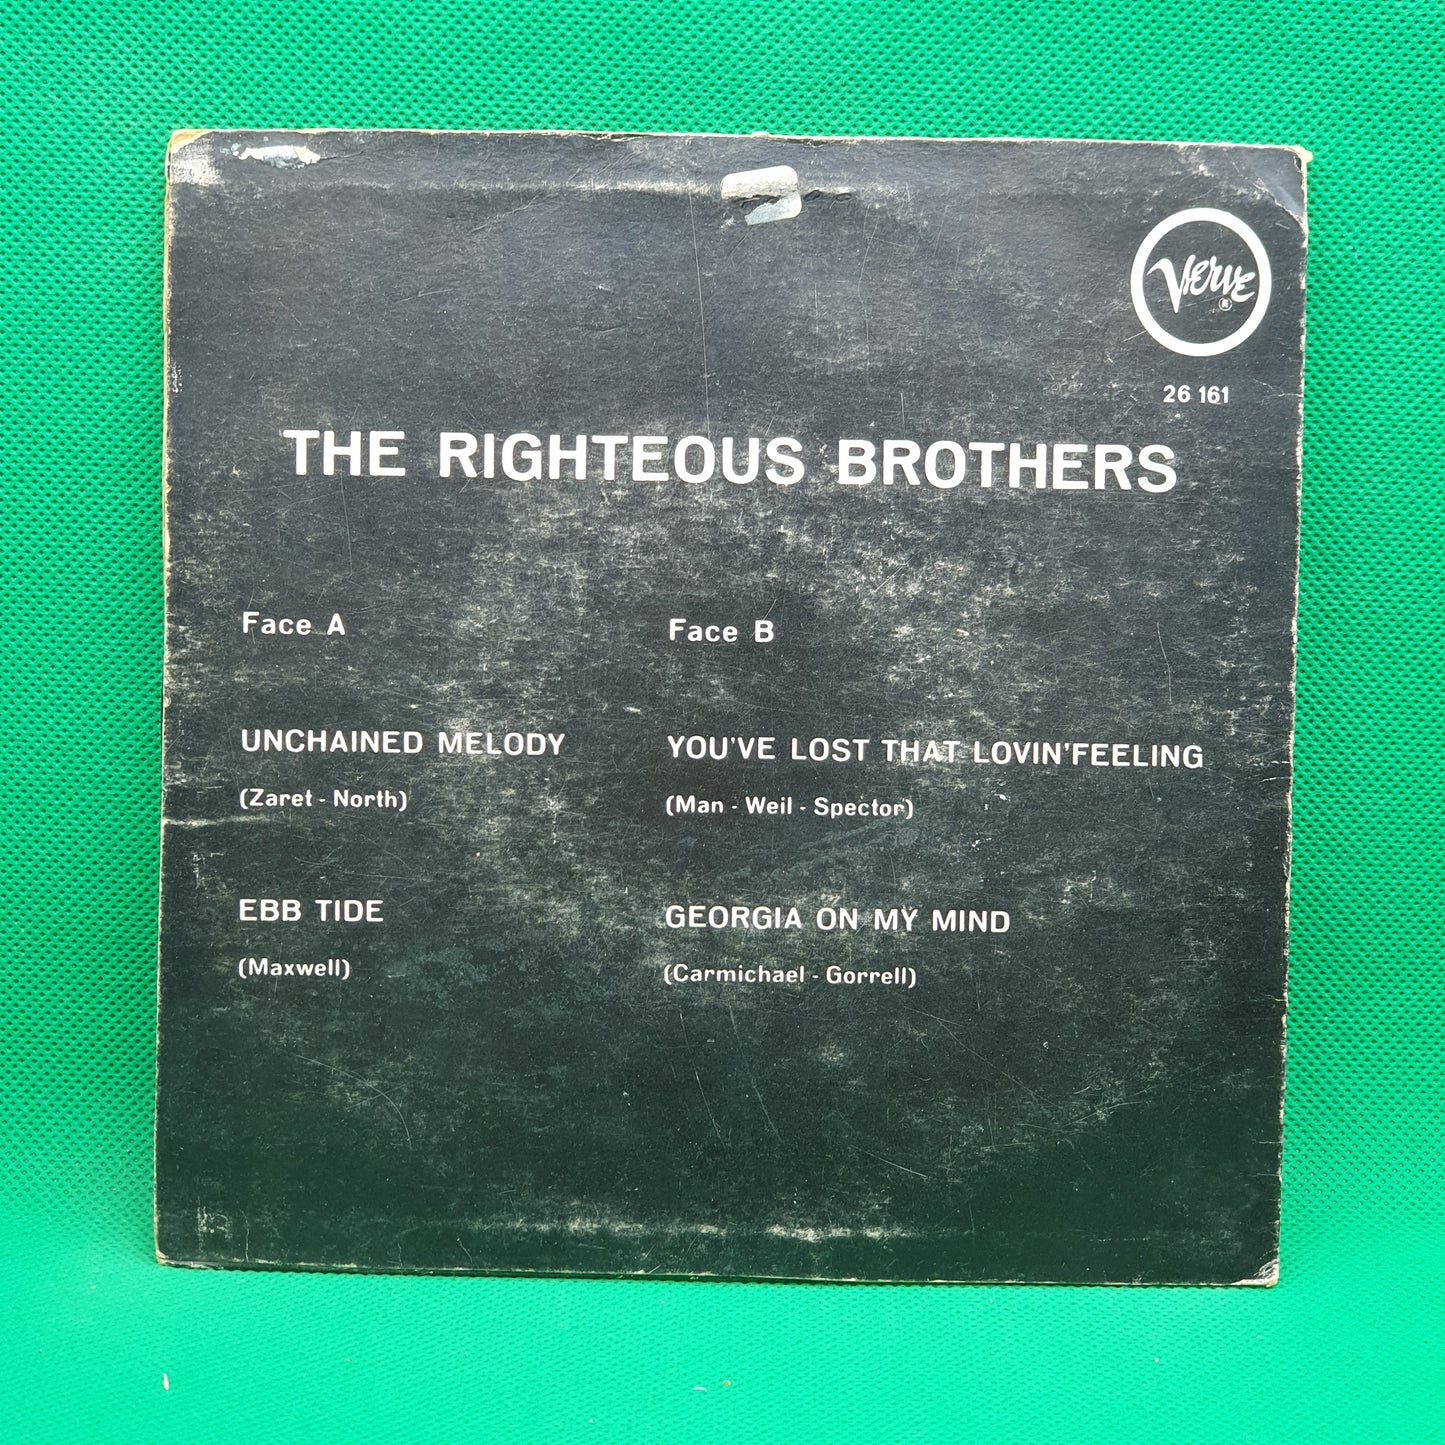 Verve
®
26 161
THE RIGHTEOUS BROTHERS
Face A
UNCHAINED MELODY
(Zaret - North)
EBB TIDE
(Maxwell)
Face B
YOU'VE LOST THAT LOVIN'FEELING
(Man - Weil - Spector)
GEORGIA ON MY MIND
(Carmichael - Gorrell)